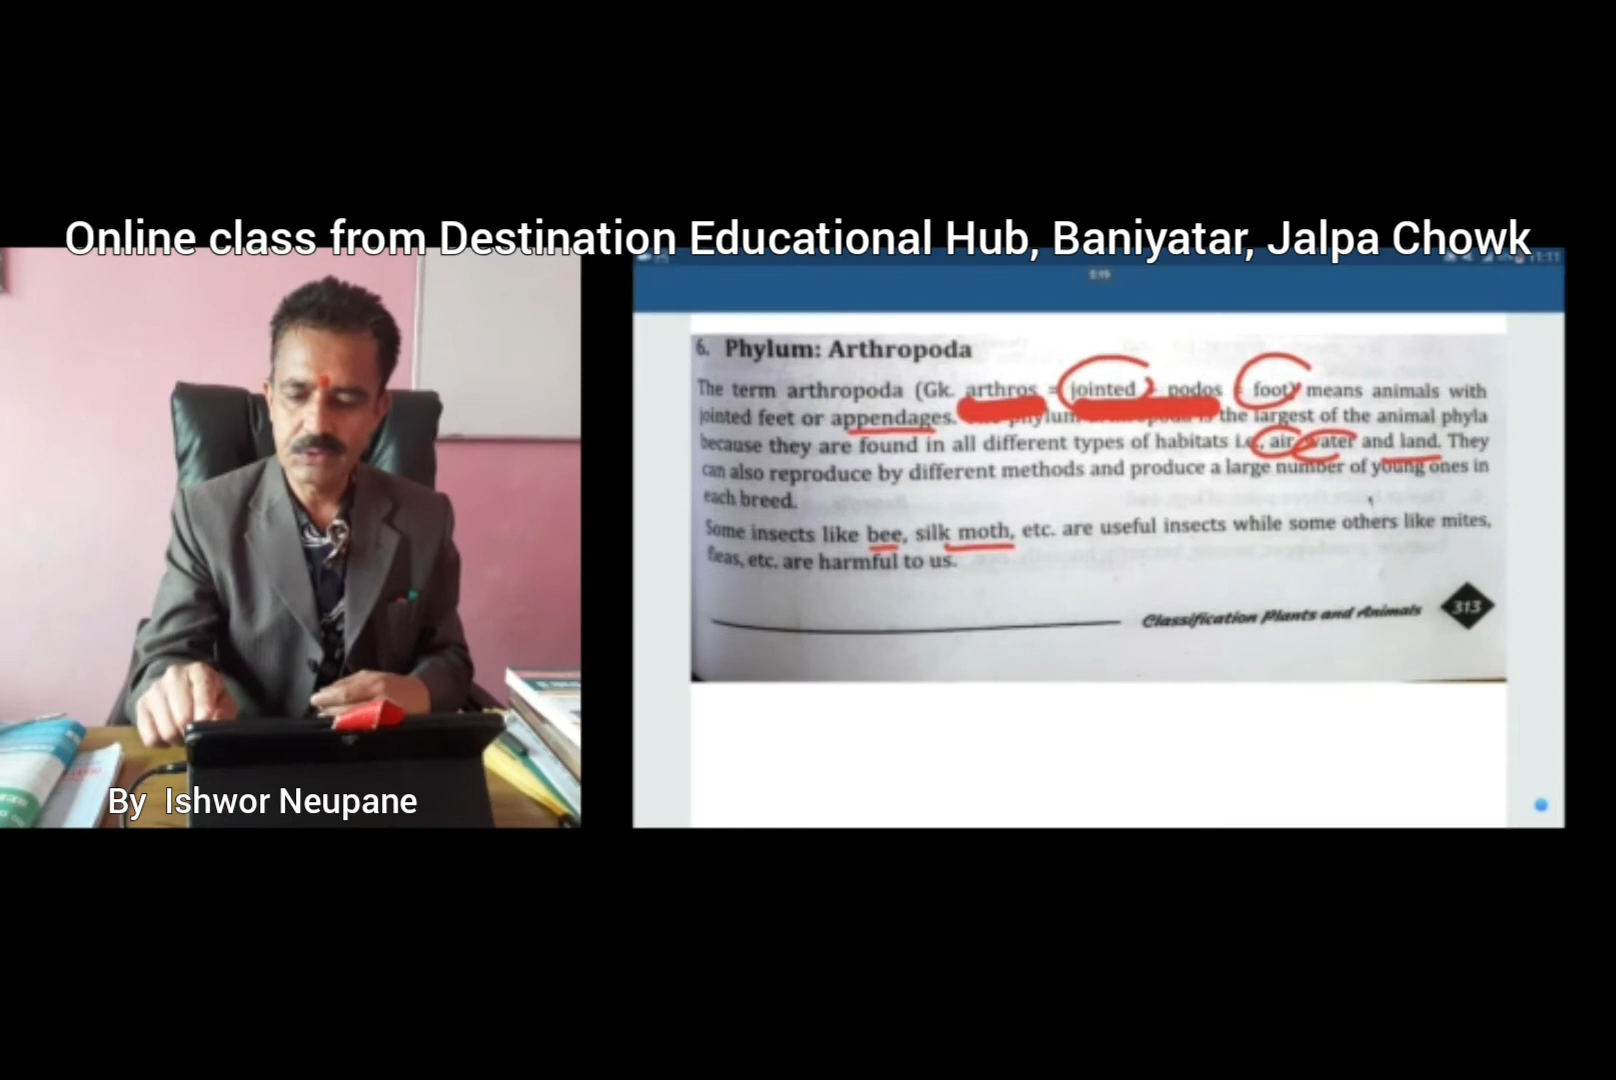 Online class from Destination Educational Hub, Baniyatar, Jalpa Chowk
11:11
6. Phylum: Arthropoda
The term arthropoda (Gk. arthros = jointed podos foot) means animals with
jointed feet or appendages. phylum the largest of the animal phyla
because they are found in all different types of habitats i.e., air water and land. They
can also reproduce by different methods and produce a large number of young ones in
each breed.
Some insects like bee, silk moth, etc. are useful insects while some others like mites,
fleas, etc. are harmful to us.
Classification Plants and Animals 313
By Ishwor Neupane